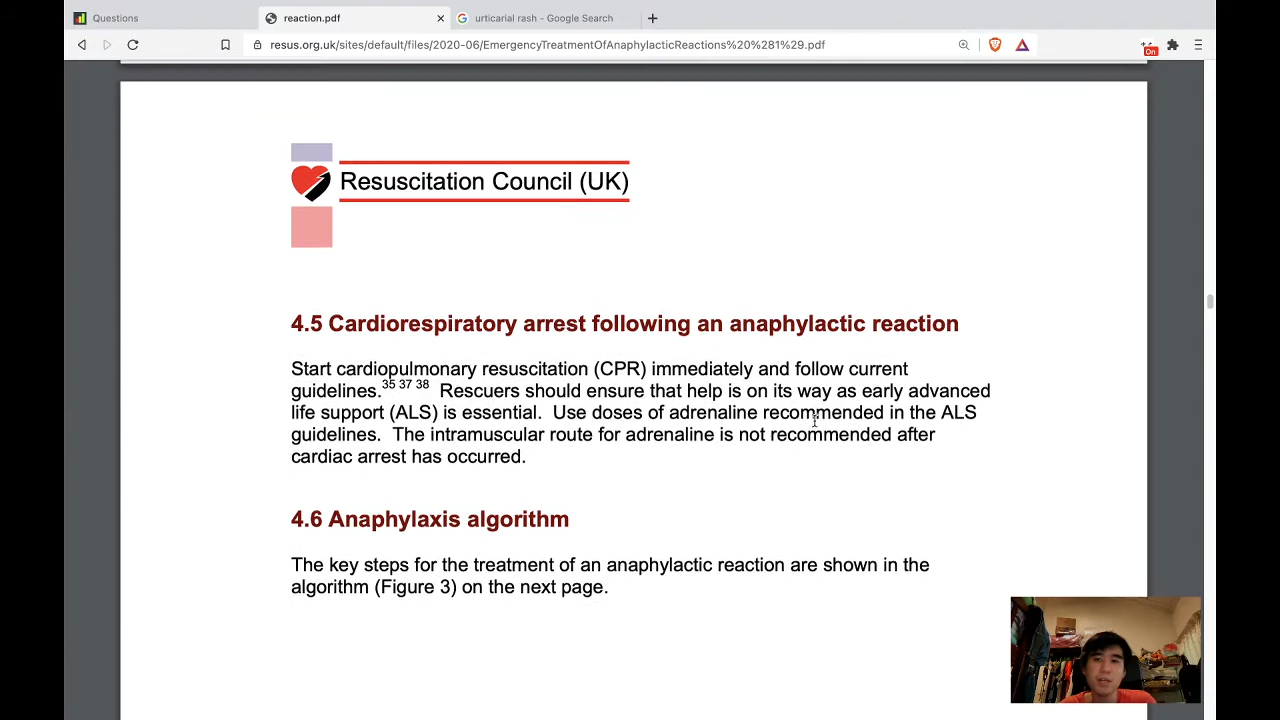 Questions
reaction.pdf
urticarial rash - Google Search
resus.org.uk/sites/default/files/2020-06/EmergencyTreatmentOfAnaphylacticReactions%20%281%29.pdf
On
Resuscitation Council (UK)
4.5 Cardiorespiratory arrest following an anaphylactic reaction
Start cardiopulmonary resuscitation (CPR) immediately and follow current
guidelines.35 37 38 Rescuers should ensure that help is on its way as early advanced
life support (ALS) is essential. Use doses of adrenaline recommended in the ALS
guidelines. The intramuscular route for adrenaline is not recommended after
cardiac arrest has occurred.
4.6 Anaphylaxis algorithm
The key steps for the treatment of an anaphylactic reaction are shown in the
algorithm (Figure 3) on the next page.